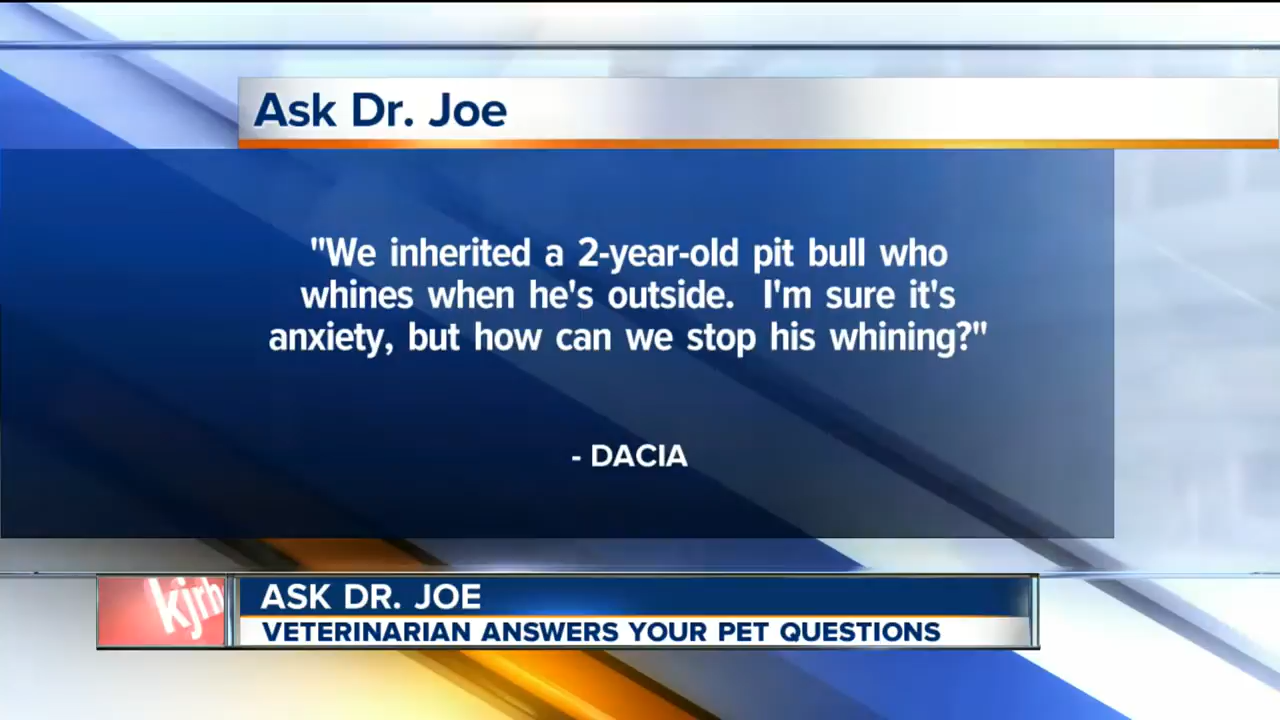 Ask Dr. Joe
"We inherited a 2-year-old pit bull who
whines when he's outside. I'm sure it's
anxiety, but how can we stop his whining?"
- DACIA
kjrh
ASK DR. JOE
VETERINARIAN ANSWERS YOUR PET QUESTIONS